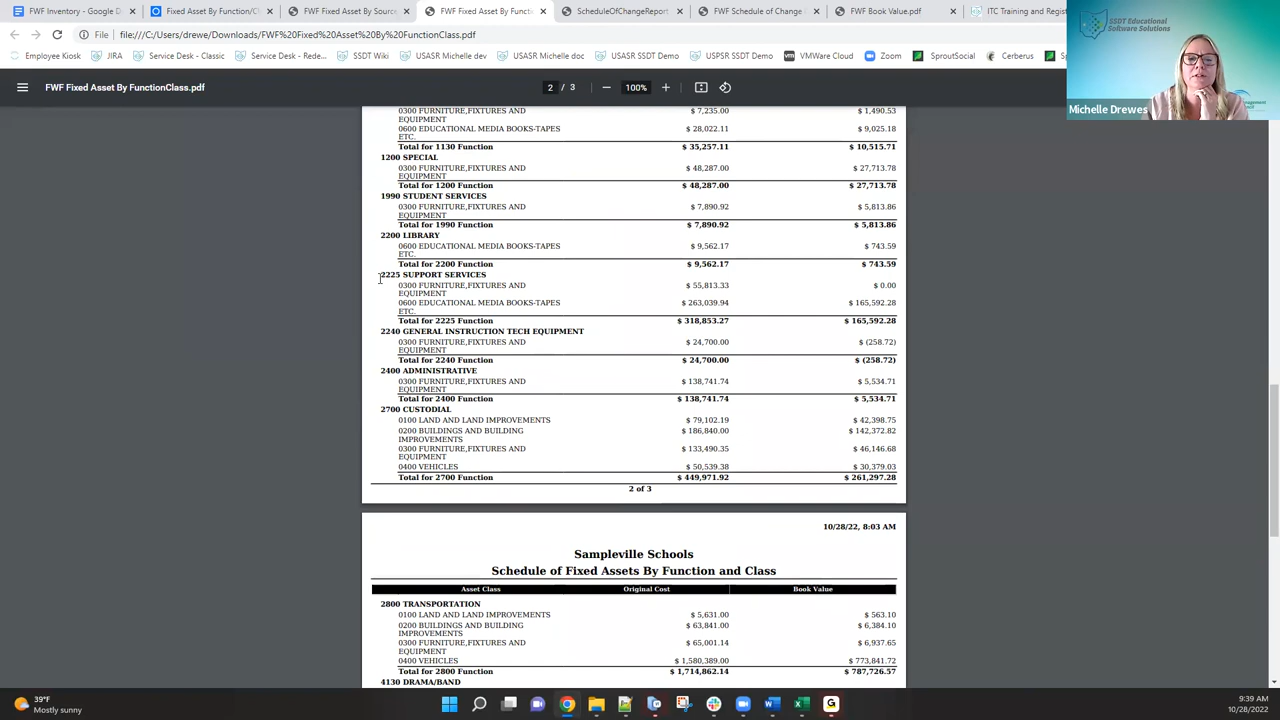 FWF Inventory - Google D
Fixed Asset By Function/C
FWF Fixed Asset By Sourc
FWF Fixed Asset By Functi
ScheduleOfChangeReport
FWF Schedule of Change
FWF Book Value.pdf
ITC Training and Regist
File
file:///C:/Users/drewe/Downloads/FWF%20Fixed%20Asset%20By%20FunctionClass.pdf
Employee Kiosk
JIRA
Service Desk - Classic
Service Desk - Rede...
SSDT Wiki
USASR Michelle dev
USASR Michelle doc
USASR SSDT Demo
USPSR SSDT Demo
VMWare Cloud
Zoom
SproutSocial
Cerberus
SSDT Educational
Software Solutions
Michelle Drewes
FWF Fixed Asset By FunctionClass.pdf
2 / 3
100%
0300 FURNITURE,FIXTURES AND $ 7,235.00 $ 1,490.53
EQUIPMENT
0600 EDUCATIONAL MEDIA BOOKS-TAPES $ 28,022.11 $ 9,025.18
ETC.
Total for 1130 Function $ 35,257.11 $ 10,515.71
1200 SPECIAL
0300 FURNITURE,FIXTURES AND $ 48,287.00 $ 27,713.78
EQUIPMENT
Total for 1200 Function $ 48,287.00 $ 27,713.78
1990 STUDENT SERVICES
0300 FURNITURE,FIXTURES AND $ 7,890.92 $ 5,813.86
EQUIPMENT
Total for 1990 Function $ 7,890.92 $ 5,813.86
2200 LIBRARY
0600 EDUCATIONAL MEDIA BOOKS-TAPES $ 9,562.17 $ 743.59
ETC.
Total for 2200 Function $ 9,562.17 $ 743.59
2225 SUPPORT SERVICES
0300 FURNITURE,FIXTURES AND $ 55,813.33 $ 0.00
EQUIPMENT
0600 EDUCATIONAL MEDIA BOOKS-TAPES $ 263,039.94 $ 165,592.28
ETC.
Total for 2225 Function $ 318,853.27 $ 165,592.28
2240 GENERAL INSTRUCTION TECH EQUIPMENT
0300 FURNITURE,FIXTURES AND $ 24,700.00 $ (258.72)
EQUIPMENT
Total for 2240 Function $ 24,700.00 $ (258.72)
2400 ADMINISTRATIVE
0300 FURNITURE,FIXTURES AND $ 138,741.74 $ 5,534.71
EQUIPMENT
Total for 2400 Function $ 138,741.74 $ 5,534.71
2700 CUSTODIAL
0100 LAND AND LAND IMPROVEMENTS $ 79,102.19 $ 42,398.75
0200 BUILDINGS AND BUILDING $ 186,840.00 $ 142,372.82
IMPROVEMENTS
0300 FURNITURE,FIXTURES AND $ 133,490.35 $ 46,146.68
EQUIPMENT
0400 VEHICLES $ 50,539.38 $ 30,379.03
Total for 2700 Function $ 449,971.92 $ 261,297.28
2 of 3
10/28/22, 8:03 AM
Sampleville Schools
Schedule of Fixed Assets By Function and Class
Asset Class Original Cost Book Value
2800 TRANSPORTATION
0100 LAND AND LAND IMPROVEMENTS $ 5,631.00 $ 563.10
0200 BUILDINGS AND BUILDING $ 63,841.00 $ 6,384.10
IMPROVEMENTS
0300 FURNITURE,FIXTURES AND $ 65,001.14 $ 6,937.65
EQUIPMENT
0400 VEHICLES $ 1,580,389.00 $ 773,841.72
Total for 2800 Function $ 1,714,862.14 $ 787,726.57
4130 DRAMA/BAND
39°F
Mostly sunny
9:39 AM
10/28/2022